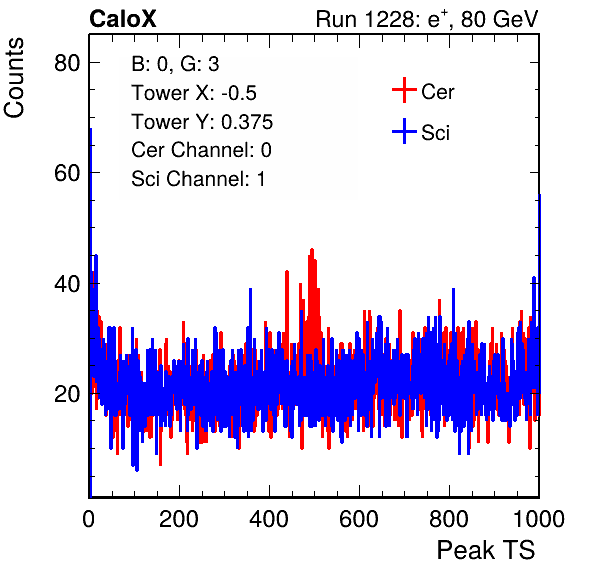 CaloX Run 1228: e+, 80 GeV
Counts
80
60
40
20
B: 0, G: 3
Tower X: -0.5
Tower Y: 0.375
Cer Channel: 0
Sci Channel: 1
Cer
Sci
0 200 400 600 800 1000
Peak TS